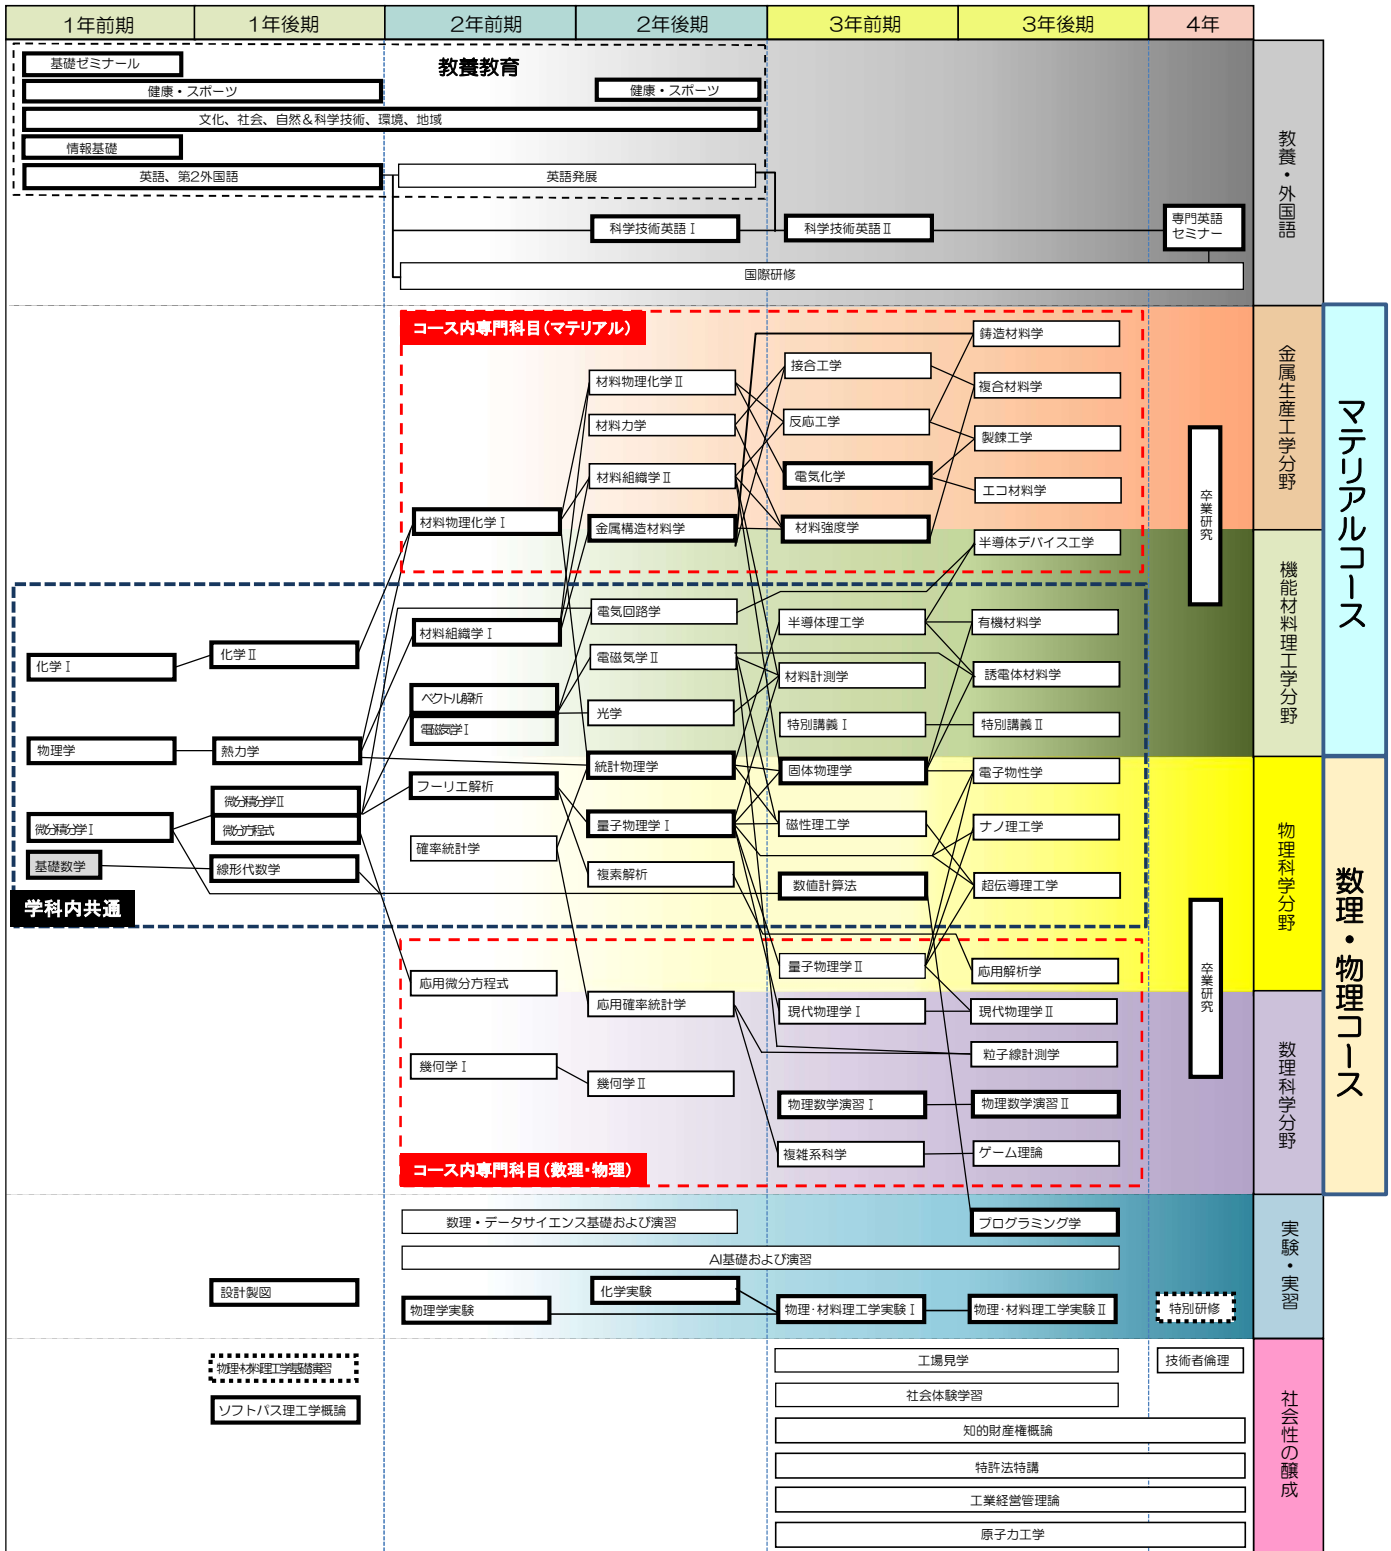 1年前期
1年後期
2年前期
2年後期
3年前期
3年後期
4年
基礎ゼミナール
教養教育
健康・スポーツ
健康・スポーツ
文化、社会、自然＆科学技術、環境、地域
情報基礎
英語、第2外国語
英語発展
科学技術英語Ⅰ
科学技術英語Ⅱ
専門英語
セミナー
国際研修
教養・外国語
コース内専門科目(マテリアル)
鋳造材料学
接合工学
材料物理化学Ⅱ
複合材料学
材料力学
反応工学
製錬工学
材料組織学Ⅱ
電気化学
エコ材料学
材料物理化学Ⅰ
金属構造材料学
材料強度学
半導体デバイス工学
金属生産工学分野
卒業研究
マテリアルコース
電気回路学
半導体理工学
有機材料学
材料組織学Ⅰ
化学Ⅰ
化学Ⅱ
電磁気学Ⅱ
材料計測学
誘電体材料学
ベクトル解析
電磁気学Ⅰ
光学
特別講義Ⅰ
特別講義Ⅱ
機能材料理工学分野
物理学
熱力学
統計物理学
固体物理学
電子物性学
フーリエ解析
微分積分学Ⅱ
微分積分学Ⅰ
微分方程式
量子物理学Ⅰ
磁性理工学
ナノ理工学
確率統計学
基礎数学
線形代数学
複素解析
数値計算法
超伝導理工学
学科内共通
物理科学分野
量子物理学Ⅱ
応用解析学
応用微分方程式
応用確率統計学
現代物理学Ⅰ
現代物理学Ⅱ
卒業研究
数理・物理コース
粒子線計測学
幾何学Ⅰ
幾何学Ⅱ
物理数学演習Ⅰ
物理数学演習Ⅱ
複雑系科学
ゲーム理論
コース内専門科目(数理・物理)
数理科学分野
数理・データサイエンス基礎および演習
プログラミング学
AI基礎および演習
設計製図
化学実験
物理学実験
物理・材料理工学実験Ⅰ
物理・材料理工学実験Ⅱ
特別研修
実験・実習
物理・材料理工学基礎演習
工場見学
技術者倫理
社会体験学習
ソフトパス理工学概論
知的財産権概論
特許法特講
工業経営管理論
原子力工学
社会性の醸成